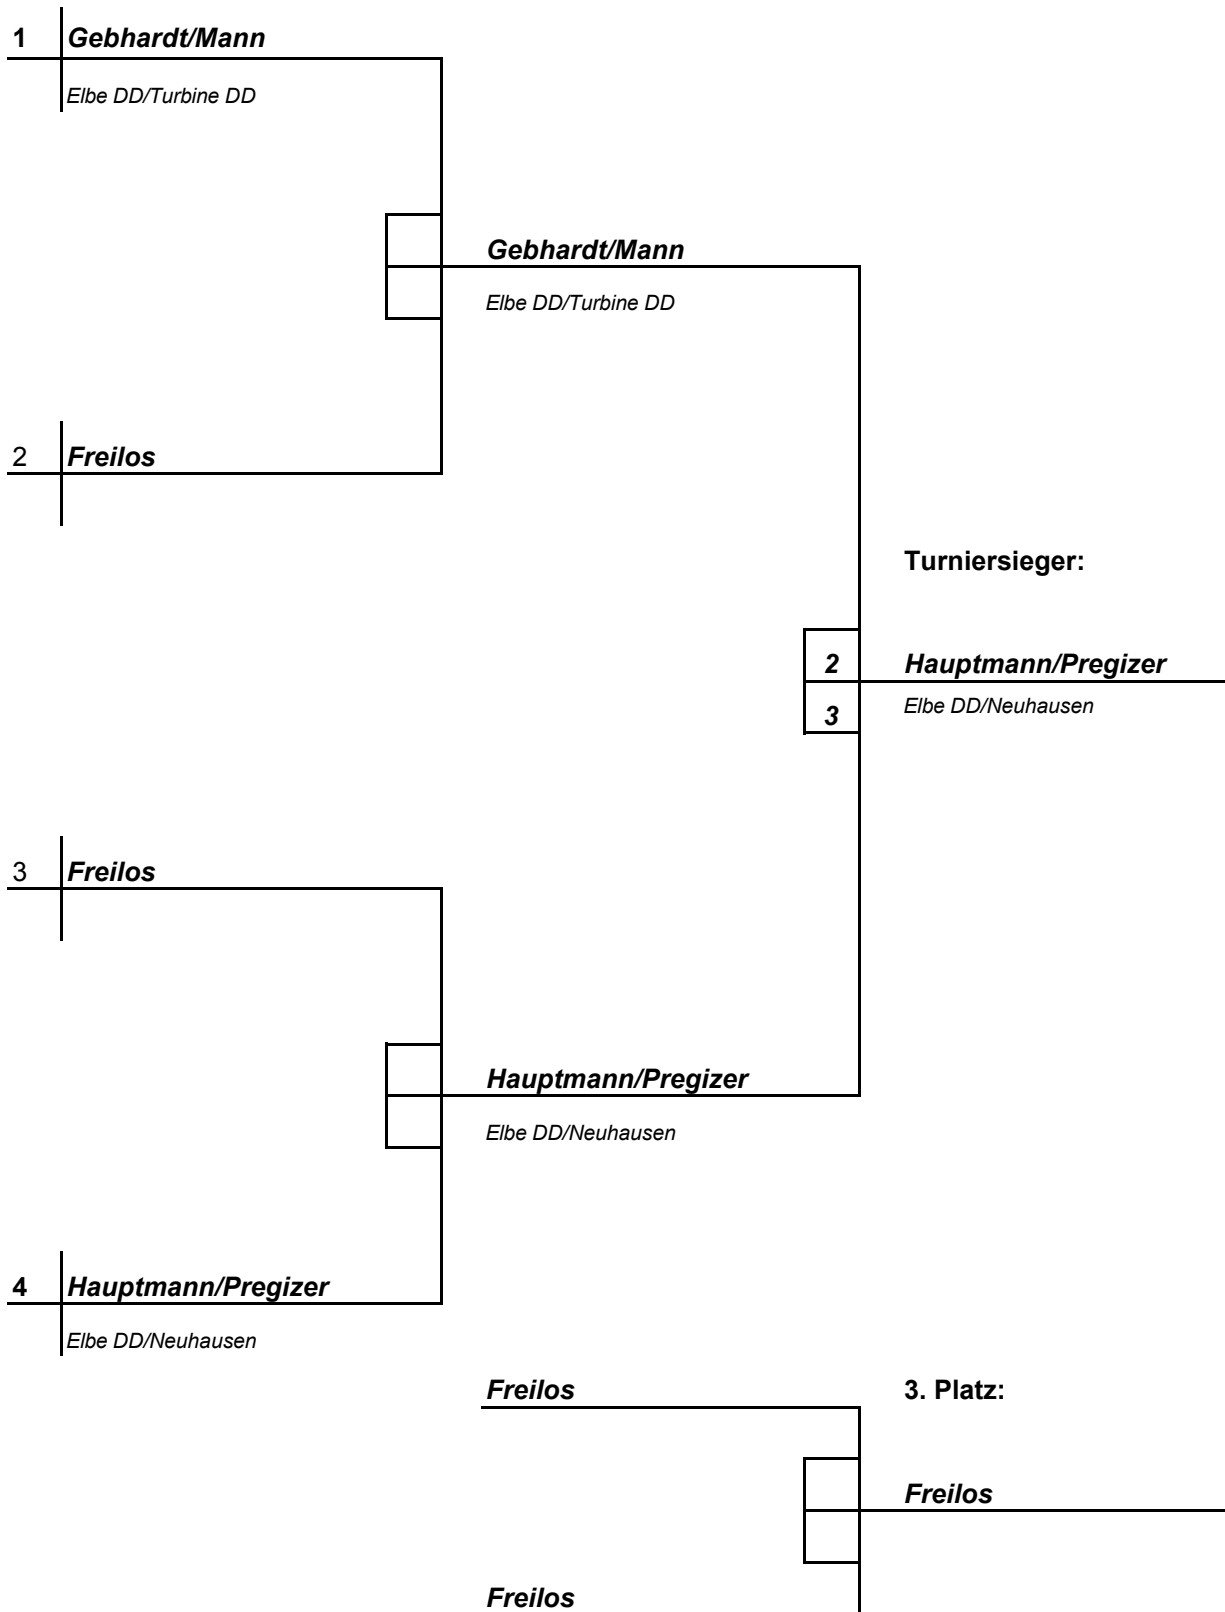 1 Gebhardt/Mann
Elbe DD/Turbine DD
Gebhardt/Mann
Elbe DD/Turbine DD
2 Freilos
Turniersieger:
2 Hauptmann/Pregizer
3 Elbe DD/Neuhausen
3 Freilos
Hauptmann/Pregizer
Elbe DD/Neuhausen
4 Hauptmann/Pregizer
Elbe DD/Neuhausen
Freilos 3. Platz:
Freilos
Freilos